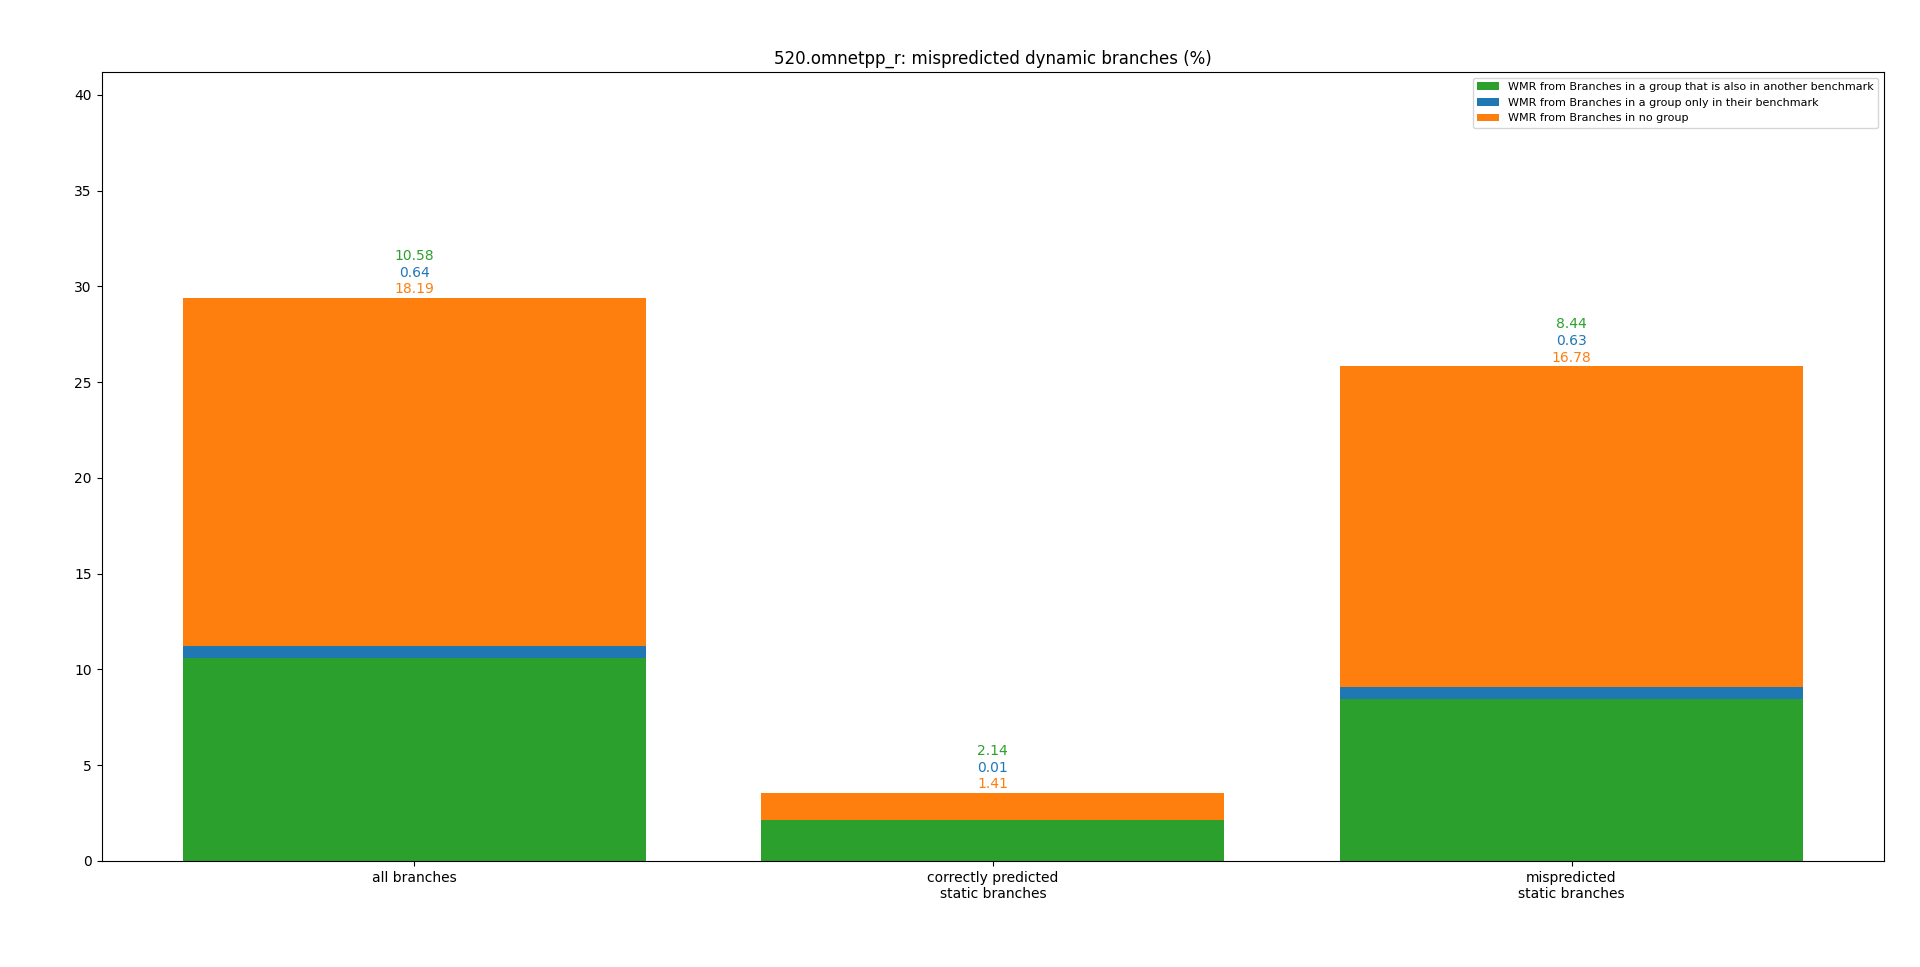 520.omnetpp_r: mispredicted dynamic branches (%)
WMR from Branches in a group that is also in another benchmark
WMR from Branches in a group only in their benchmark
WMR from Branches in no group
40
35
30
25
20
15
10
5
0
10.58
0.64
18.19
2.14
0.01
1.41
8.44
0.63
16.78
all branches
correctly predicted
static branches
mispredicted
static branches